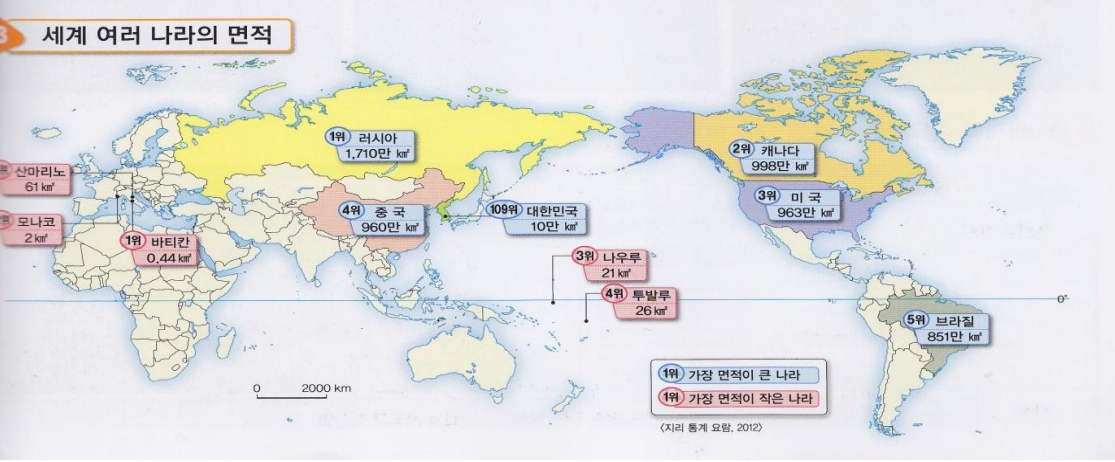 3 세계 여러 나라의 면적
1위 러시아
1,710만 ㎢
2위 캐나다
998만 ㎢
산마리노
61㎢
3위 미국
963만 ㎢
4위 중국
960만 ㎢
109위 대한민국
10만 ㎢
모나코
2㎢
1위 바티칸
0.44㎢
3위 나우루
21㎢
4위 투발루
26㎢
0°
5위 브라질
851만 ㎢
0 2000 km
1위 가장 면적이 큰 나라
1위 가장 면적이 작은 나라
〈지리 통계 요람, 2012〉